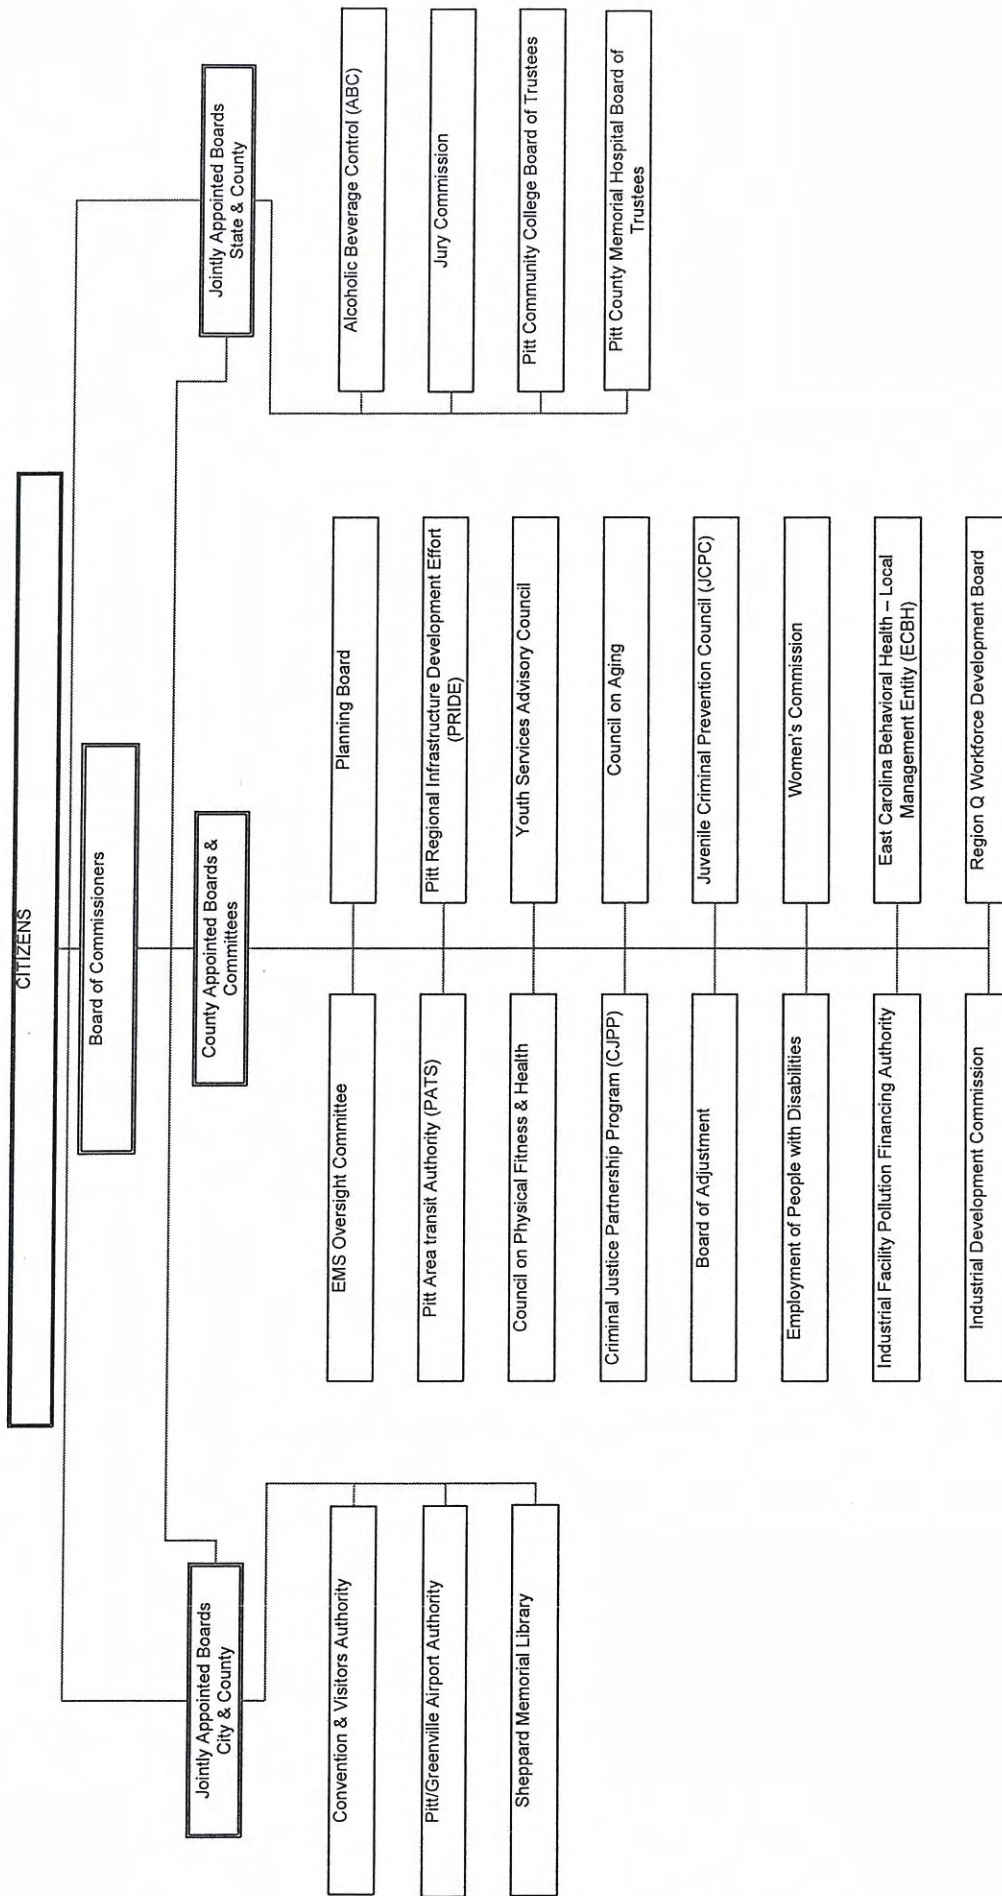 CITIZENS
Board of Commissioners
Jointly Appointed Boards
City & County
County Appointed Boards &
Committees
Jointly Appointed Boards
State & County
Convention & Visitors Authority
Pitt/Greenville Airport Authority
Sheppard Memorial Library
EMS Oversight Committee
Pitt Area transit Authority (PATS)
Council on Physical Fitness & Health
Criminal Justice Partnership Program (CJPP)
Board of Adjustment
Employment of People with Disabilities
Industrial Facility Pollution Financing Authority
Industrial Development Commission
Planning Board
Pitt Regional Infrastructure Development Effort
(PRIDE)
Youth Services Advisory Council
Council on Aging
Juvenile Criminal Prevention Council (JCPC)
Women's Commission
East Carolina Behavioral Health – Local
Management Entity (ECBH)
Region Q Workforce Development Board
Alcoholic Beverage Control (ABC)
Jury Commission
Pitt Community College Board of Trustees
Pitt County Memorial Hospital Board of
Trustees